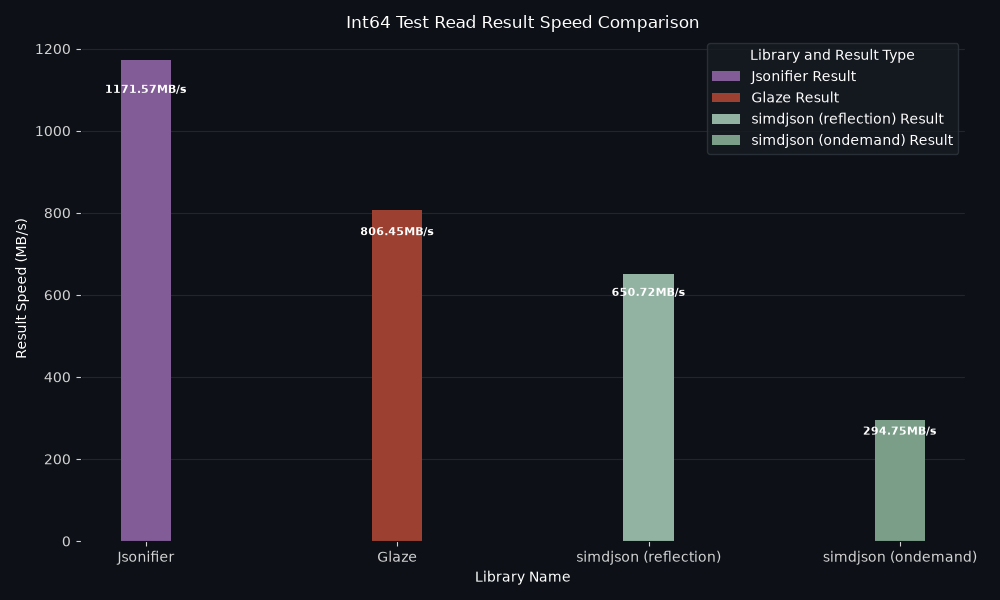 Int64 Test Read Result Speed Comparison
Library and Result Type
Jsonifier Result
Glaze Result
simdjson (reflection) Result
simdjson (ondemand) Result
Result Speed (MB/s)
1200
1000
800
600
400
200
0
1171.57MB/s
806.45MB/s
650.72MB/s
294.75MB/s
Jsonifier
Glaze
simdjson (reflection)
simdjson (ondemand)
Library Name